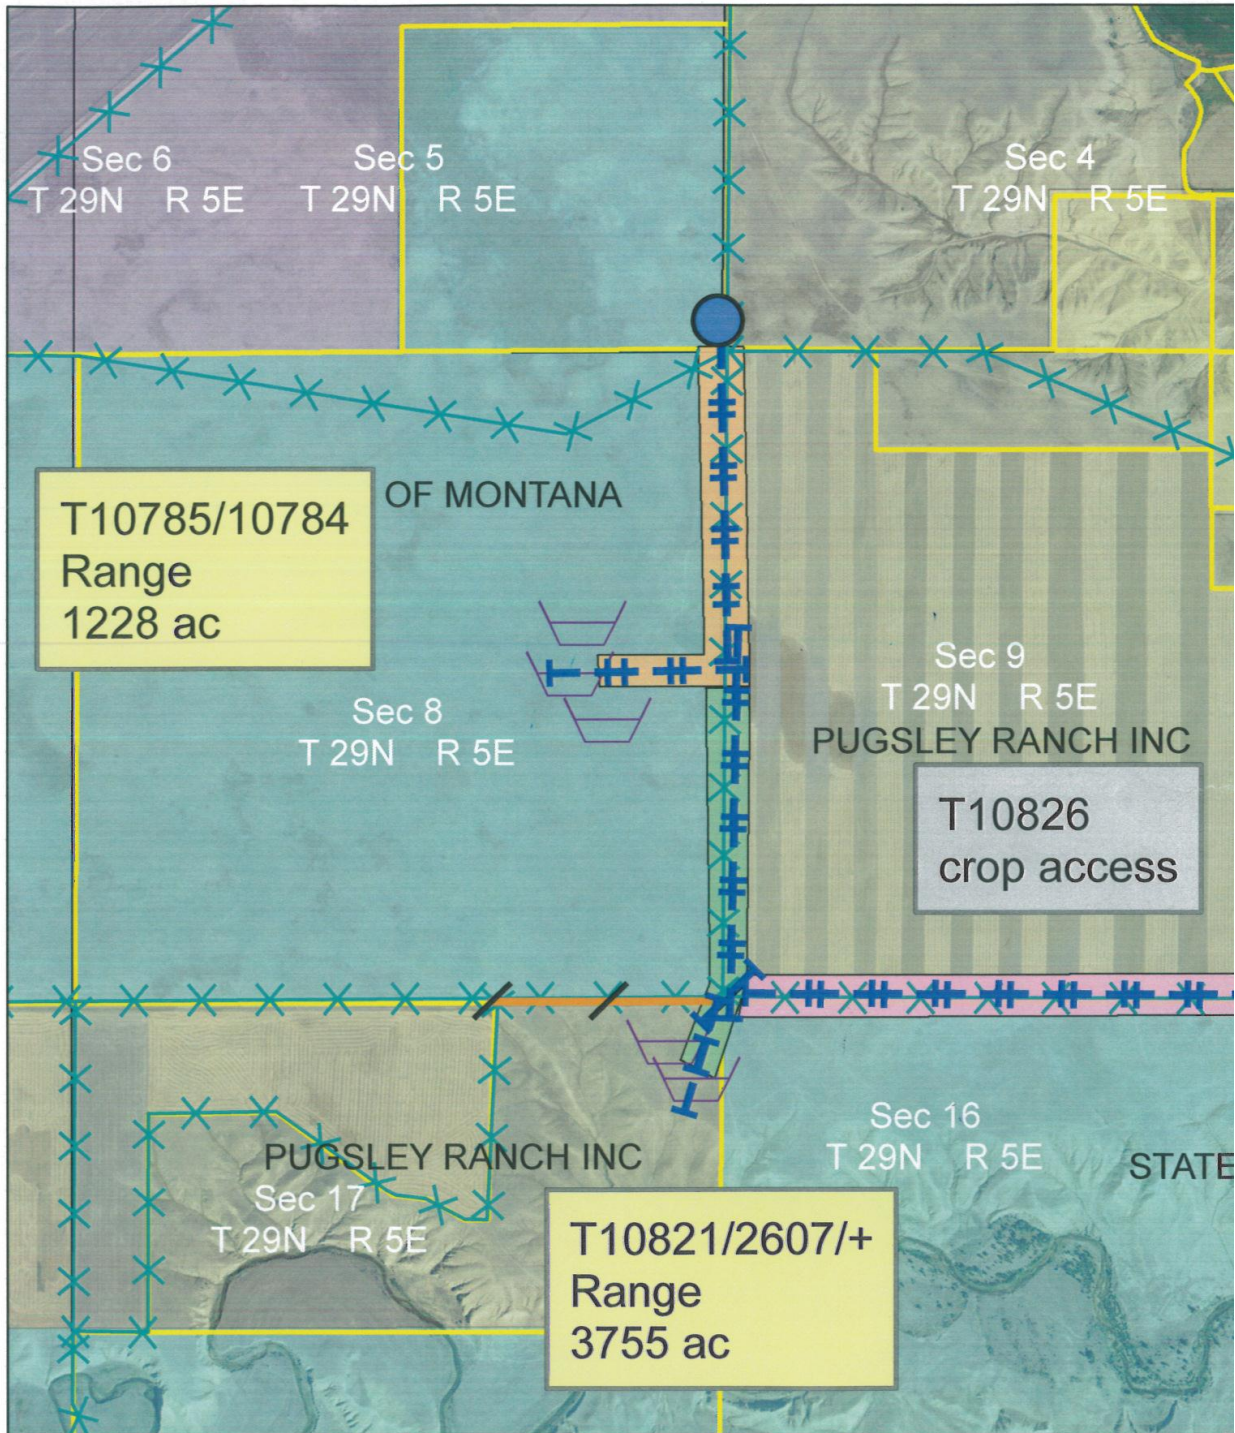 Sec 6
T 29N R 5E
Sec 5
T 29N R 5E
Sec 4
T 29N R 5E
T10785/10784
Range
1228 ac
OF MONTANA
Sec 8
T 29N R 5E
Sec 9
T 29N R 5E
PUGSLEY RANCH INC
T10826
crop access
PUGSLEY RANCH INC
Sec 17
T 29N R 5E
Sec 16
T 29N R 5E
STATE
T10821/2607/+
Range
3755 ac